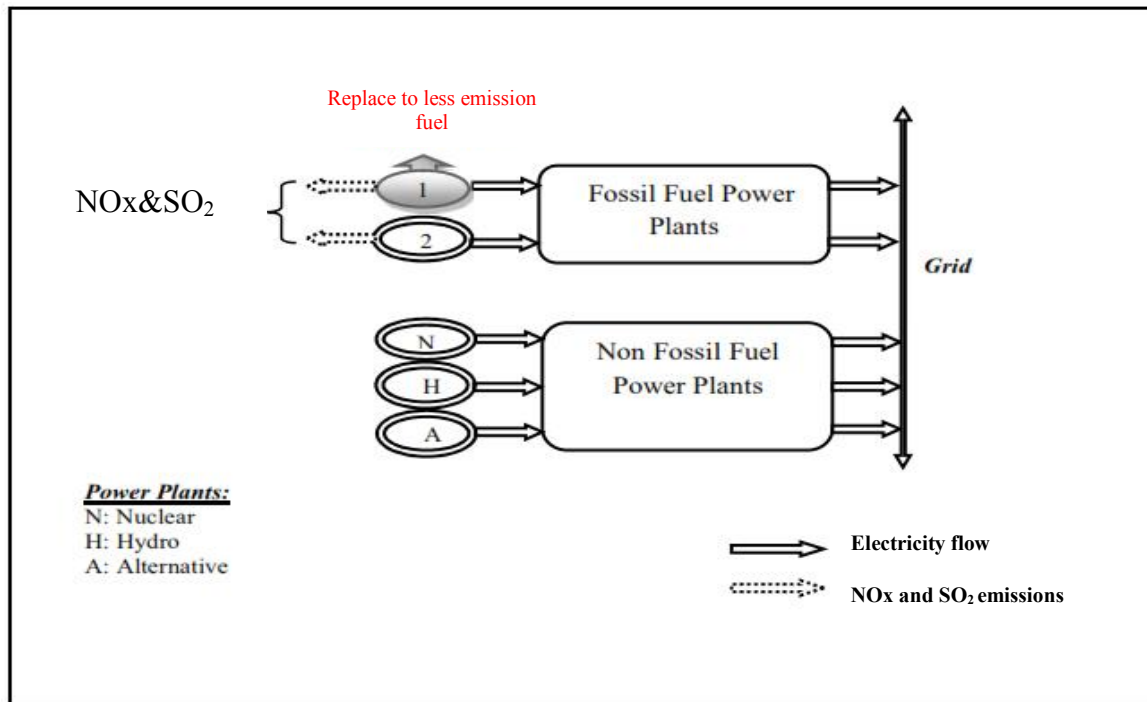 Replace to less emission
fuel
NOx&SO₂
1
Fossil Fuel Power
Plants
2
Grid
N
Non Fossil Fuel
Power Plants
H
A
Power Plants:
N: Nuclear
H: Hydro
A: Alternative
Electricity flow
NOx and SO₂ emissions